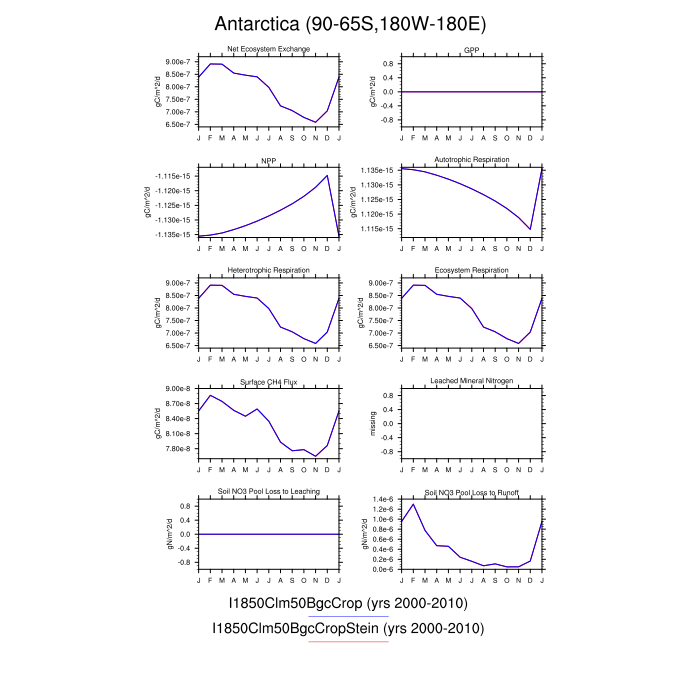 Antarctica (90-65S,180W-180E)
Net Ecosystem Exchange
gC/m^2/d
9.00e-7
8.50e-7
8.00e-7
7.50e-7
7.00e-7
6.50e-7
J F M A M J J A S O N D J
GPP
gC/m^2/d
0.8
0.4
0.0
-0.4
-0.8
J F M A M J J A S O N D J
NPP
gC/m^2/d
-1.115e-15
-1.120e-15
-1.125e-15
-1.130e-15
-1.135e-15
J F M A M J J A S O N D J
Autotrophic Respiration
gC/m^2/d
1.135e-15
1.130e-15
1.125e-15
1.120e-15
1.115e-15
J F M A M J J A S O N D J
Heterotrophic Respiration
gC/m^2/d
9.00e-7
8.50e-7
8.00e-7
7.50e-7
7.00e-7
6.50e-7
J F M A M J J A S O N D J
Ecosystem Respiration
gC/m^2/d
9.00e-7
8.50e-7
8.00e-7
7.50e-7
7.00e-7
6.50e-7
J F M A M J J A S O N D J
Surface CH4 Flux
gC/m^2/d
9.00e-8
8.70e-8
8.40e-8
8.10e-8
7.80e-8
J F M A M J J A S O N D J
Leached Mineral Nitrogen
missing
0.8
0.4
0.0
-0.4
-0.8
J F M A M J J A S O N D J
Soil NO3 Pool Loss to Leaching
gN/m^2/d
0.8
0.4
0.0
-0.4
-0.8
J F M A M J J A S O N D J
Soil NO3 Pool Loss to Runoff
gN/m^2/d
1.4e-6
1.2e-6
1.0e-6
0.8e-6
0.6e-6
0.4e-6
0.2e-6
0.0e-6
J F M A M J J A S O N D J
I1850Clm50BgcCrop (yrs 2000-2010)
I1850Clm50BgcCropStein (yrs 2000-2010)